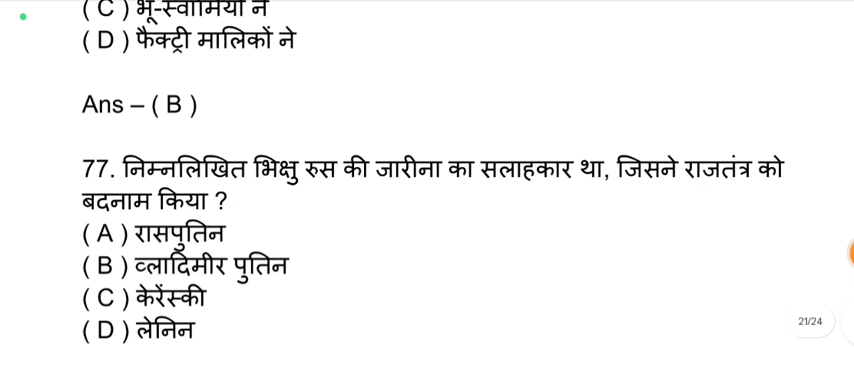 ( C ) भू-स्वामियों ने
( D ) फैक्ट्री मालिकों ने
Ans – ( B )
77. निम्नलिखित भिक्षु रुस की जारीना का सलाहकार था, जिसने राजतंत्र को
बदनाम किया ?
( A ) रासपुतिन
( B ) व्लादिमीर पुतिन
( C ) केरेंस्की
( D ) लेनिन
21/24